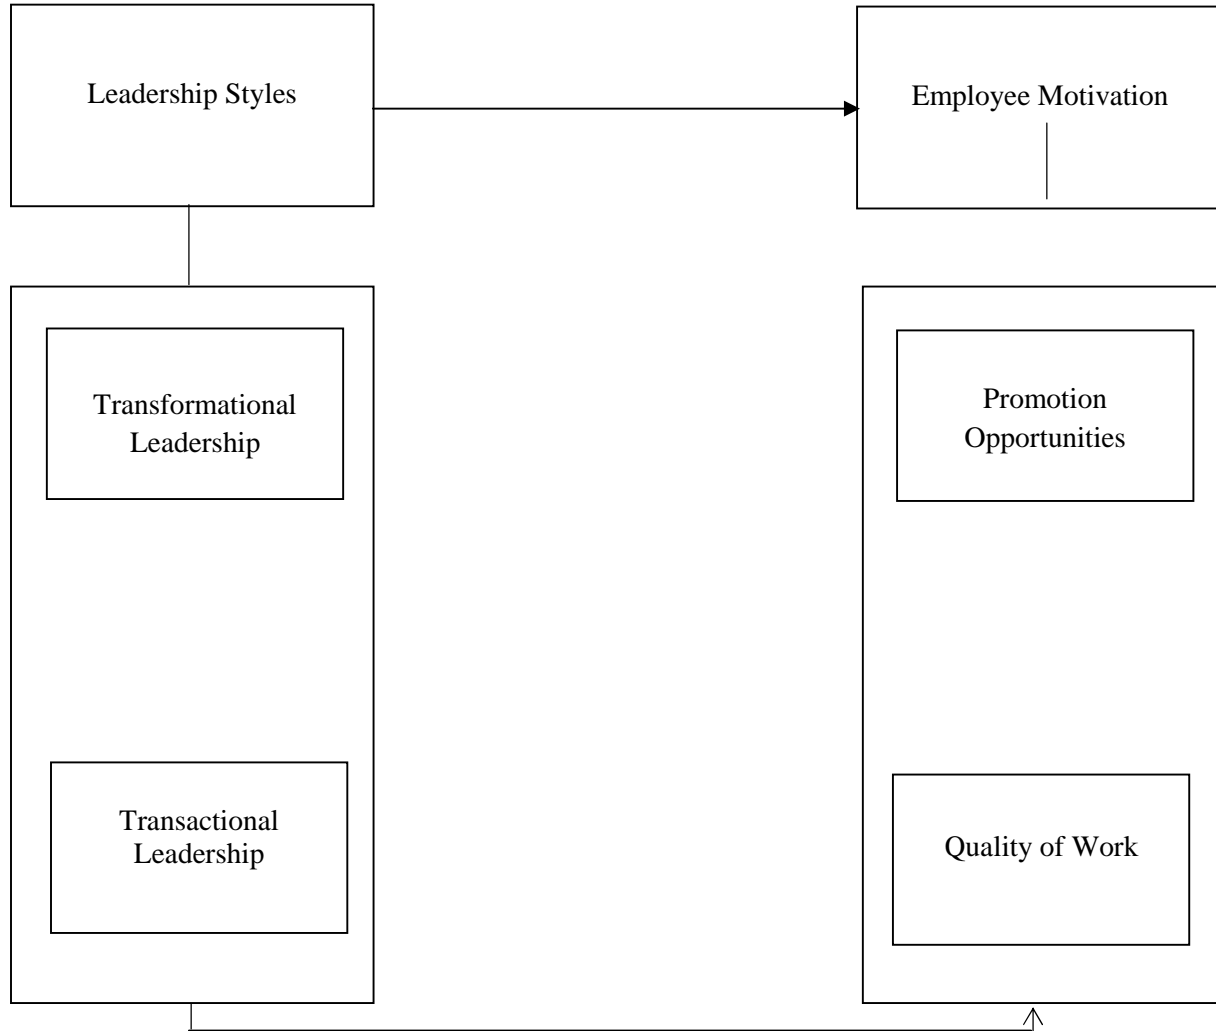 Leadership Styles
Employee Motivation
Transformational
Leadership
Promotion
Opportunities
Transactional
Leadership
Quality of Work